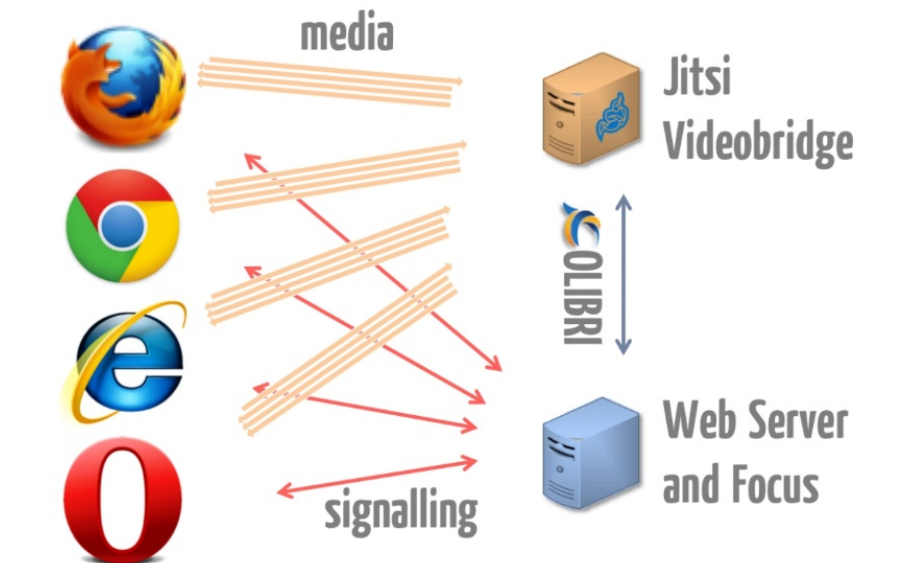 media
Jitsi
Videobridge
COLIBRI
Web Server
and Focus
signalling